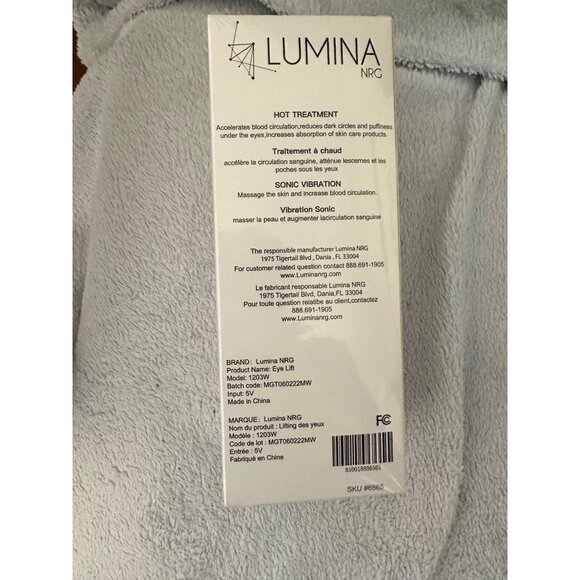 LUMINA
NRG
HOT TREATMENT
Accelerates blood circulation,reduces dark circles and puffiness
under the eyes,increases absorption of skin care products.
Traitement à chaud
accélère la circulation sanguine, atténue lescernes et les
poches sous les yeux
SONIC VIBRATION
Massage the skin and increase blood circulation.
Vibration Sonic
masser la peau et augmenter lacirculation sanguine
The responsible manufacturer Lumina NRG
1975 Tigertail Blvd , Dania, FL 33004
For customer related question contact 888.691-1905
www.Luminanrg.com
Le fabricant responsable Lumina NRG
1975 Tigertail Blvd , Dania,FL 33004
Pour toute question relatibe au client,contactez
888.691-1905
www.Luminanrg.com
BRAND: Lumina NRG
Product Name: Eye Lift
Model: 1203W
Batch code: MGT060222MW
Input: 5V
Made in China
MARQUE: Lumina NRG
Nom du produit : Lifting des yeux
Modèle : 1203W
Code de lot : MGT060222MW
Entrée : 5V
Fabriqué en Chine
FC
SKU #6565